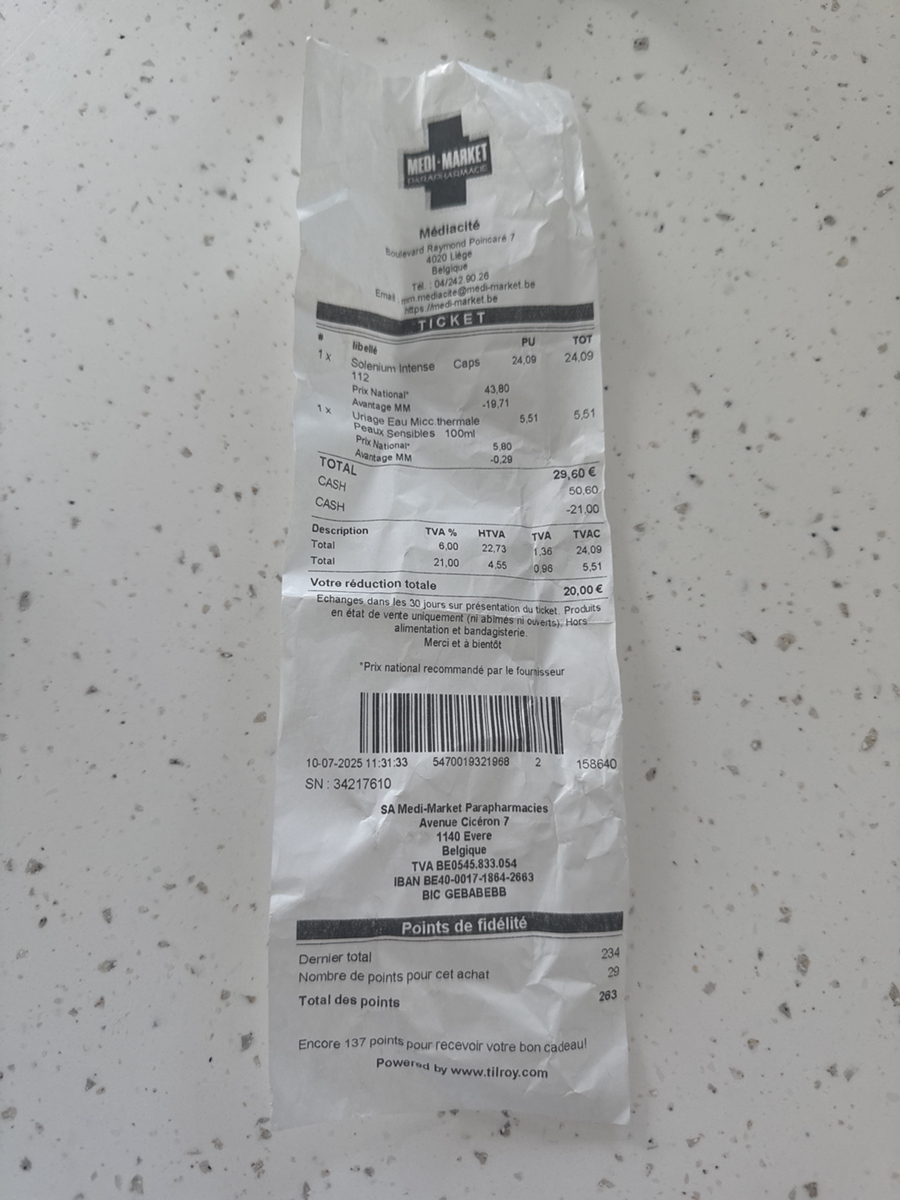 MEDI-MARKET
PARAPHARMACIE
Médiacité
Boulevard Raymond Poincaré 7
4020 Liège
Belgique
Tél. : 04/242 90 26
Email mm.mediacite@medi-market.be
https://medi-market.be
TICKET
# libellé PU TOT
1 x Solenium Intense Caps 24,09 24,09
112
Prix National* 43,80
Avantage MM -19,71
1 x Uriage Eau Micc.thermale 5,51 5,51
Peaux Sensibles 100ml
Prix National* 5,80
Avantage MM -0,29
TOTAL 29,60 €
CASH 50,60
CASH -21,00
Description TVA % HTVA TVA TVAC
Total 6,00 22,73 1,36 24,09
Total 21,00 4,55 0,96 5,51
Votre réduction totale 20,00 €
Echanges dans les 30 jours sur présentation du ticket. Produits
en état de vente uniquement (ni abimés ni ouverts). Hors
alimentation et bandagisterie.
Merci et à bientôt
*Prix national recommandé par le fournisseur
10-07-2025 11:31:33 5470019321968 2 158640
SN : 34217610
SA Medi-Market Parapharmacies
Avenue Cicéron 7
1140 Evere
Belgique
TVA BE0545.833.054
IBAN BE40-0017-1864-2663
BIC GEBABEBB
Points de fidélité
Dernier total 234
Nombre de points pour cet achat 29
Total des points 263
Encore 137 points pour recevoir votre bon cadeau!
Powered by www.tilroy.com